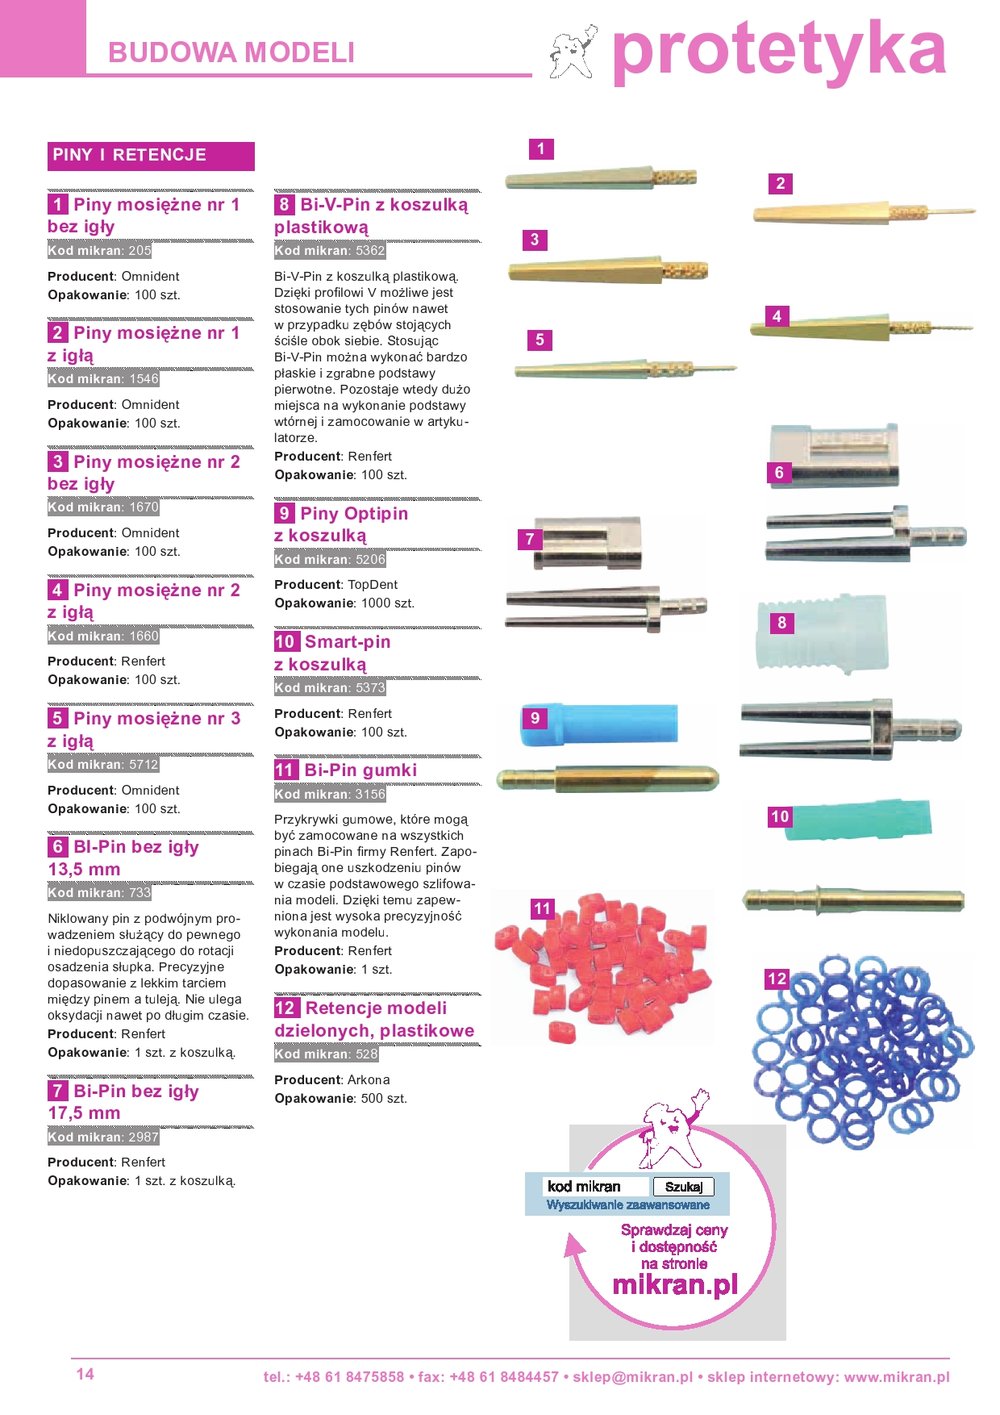 BUDOWA MODELI
protetyka
PINY I RETENCJE
1 Piny mosiężne nr 1
bez igły
Kod mikran: 205
Producent: Omnident
Opakowanie: 100 szt.
2 Piny mosiężne nr 1
z igłą
Kod mikran: 1546
Producent: Omnident
Opakowanie: 100 szt.
3 Piny mosiężne nr 2
bez igły
Kod mikran: 1670
Producent: Omnident
Opakowanie: 100 szt.
4 Piny mosiężne nr 2
z igłą
Kod mikran: 1660
Producent: Renfert
Opakowanie: 100 szt.
5 Piny mosiężne nr 3
z igłą
Kod mikran: 5712
Producent: Omnident
Opakowanie: 100 szt.
6 BI-Pin bez igły
13,5 mm
Kod mikran: 733
Niklowany pin z podwójnym pro-
wadzeniem służący do pewnego
i niedopuszczającego do rotacji
osadzenia słupka. Precyzyjne
dopasowanie z lekkim tarciem
między pinem a tuleją. Nie ulega
oksydacji nawet po długim czasie.
Producent: Renfert
Opakowanie: 1 szt. z koszulką.
7 Bi-Pin bez igły
17,5 mm
Kod mikran: 2987
Producent: Renfert
Opakowanie: 1 szt. z koszulką.
8 Bi-V-Pin z koszulką
plastikową
Kod mikran: 5362
Bi-V-Pin z koszulką plastikową.
Dzięki profilowi V możliwe jest
stosowanie tych pinów nawet
w przypadku zębów stojących
ściśle obok siebie. Stosując
Bi-V-Pin można wykonać bardzo
płaskie i zgrabne podstawy
pierwotne. Pozostaje wtedy dużo
miejsca na wykonanie podstawy
wtórnej i zamocowanie w artyku-
latorze.
Producent: Renfert
Opakowanie: 100 szt.
9 Piny Optipin
z koszulką
Kod mikran: 5206
Producent: TopDent
Opakowanie: 1000 szt.
10 Smart-pin
z koszulką
Kod mikran: 5373
Producent: Renfert
Opakowanie: 100 szt.
11 Bi-Pin gumki
Kod mikran: 3156
Przykrywki gumowe, które mogą
być zamocowane na wszystkich
pinach Bi-Pin firmy Renfert. Zapo-
biegają one uszkodzeniu pinów
w czasie podstawowego szlifowa-
nia modeli. Dzięki temu zapew-
niona jest wysoka precyzyjność
wykonania modelu.
Producent: Renfert
Opakowanie: 1 szt.
12 Retencje modeli
dzielonych, plastikowe
Kod mikran: 528
Producent: Arkona
Opakowanie: 500 szt.
1
2
3
4
5
6
7
8
9
10
11
12
kod mikran Szukaj
Wyszukiwanie zaawansowane
Sprawdzaj ceny
i dostępność
na stronie
mikran.pl
14
tel.: +48 61 8475858 • fax: +48 61 8484457 • sklep@mikran.pl • sklep internetowy: www.mikran.pl